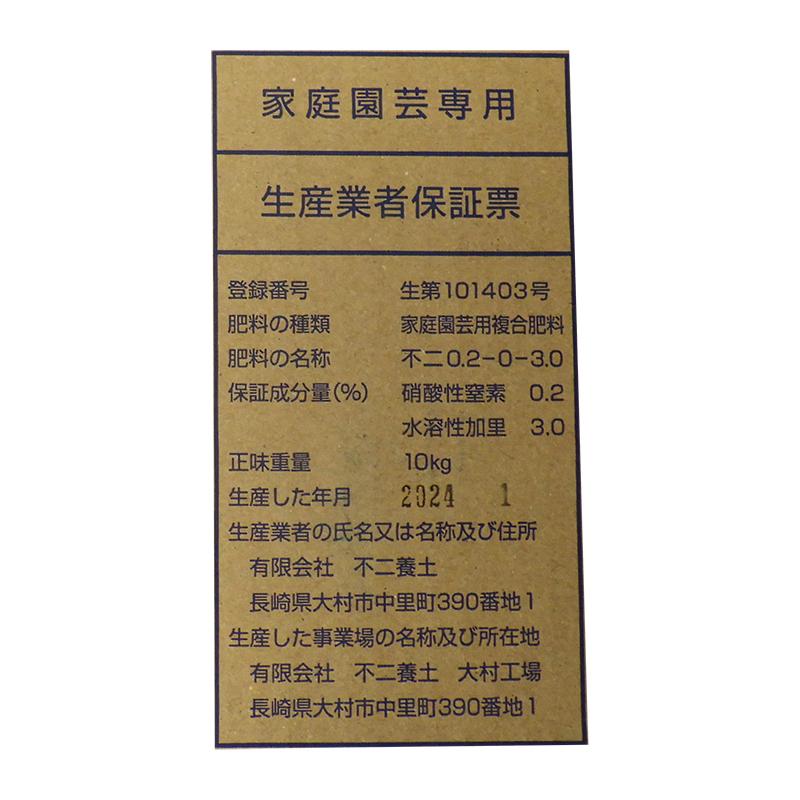 家庭園芸専用
生産業者保証票
登録番号 生第101403号
肥料の種類 家庭園芸用複合肥料
肥料の名称 不二0.2-0-3.0
保証成分量(%) 硝酸性窒素 0.2
水溶性加里 3.0
正味重量 10kg
生産した年月 2024 1
生産業者の氏名又は名称及び住所
有限会社 不二養土
長崎県大村市中里町390番地1
生産した事業場の名称及び所在地
有限会社 不二養土 大村工場
長崎県大村市中里町390番地1